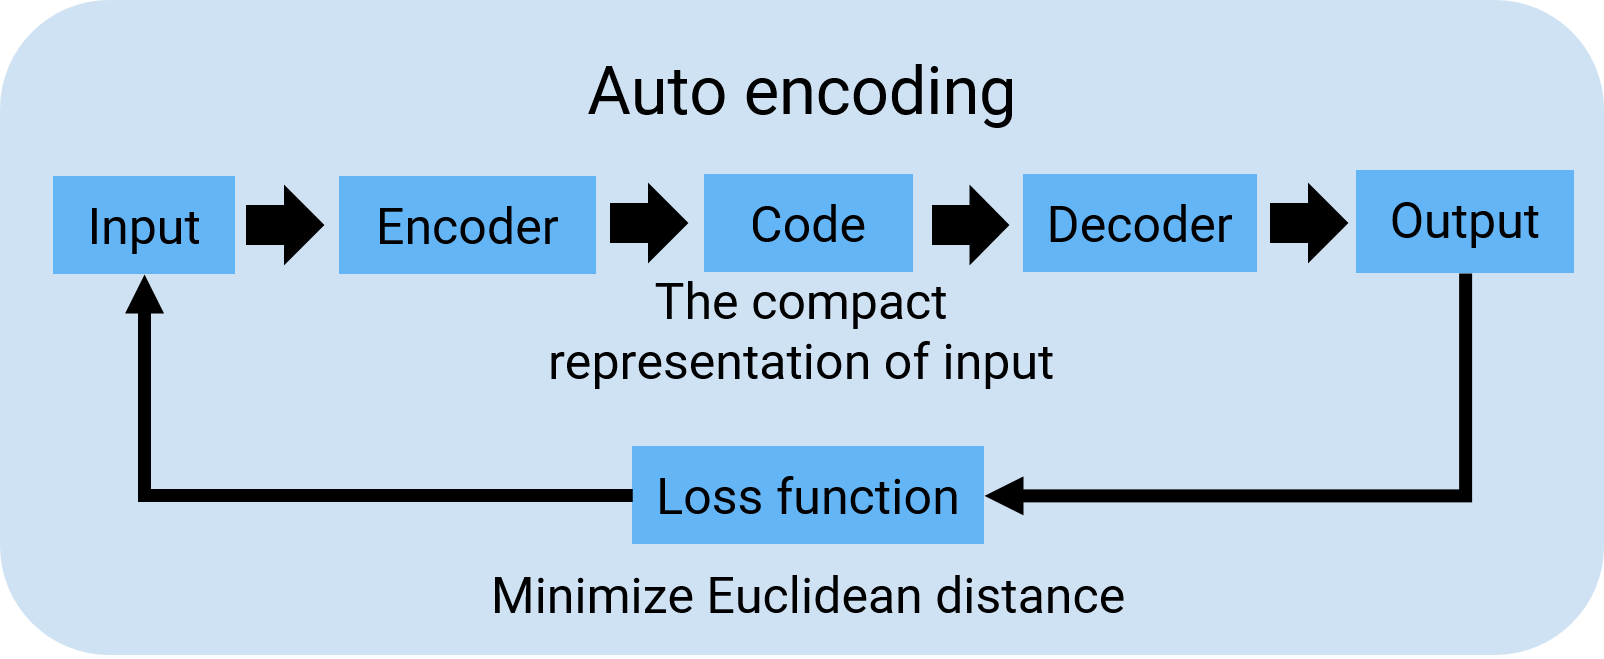 Auto encoding
Input
Encoder
Code
Decoder
Output
The compact
representation of input
Loss function
Minimize Euclidean distance